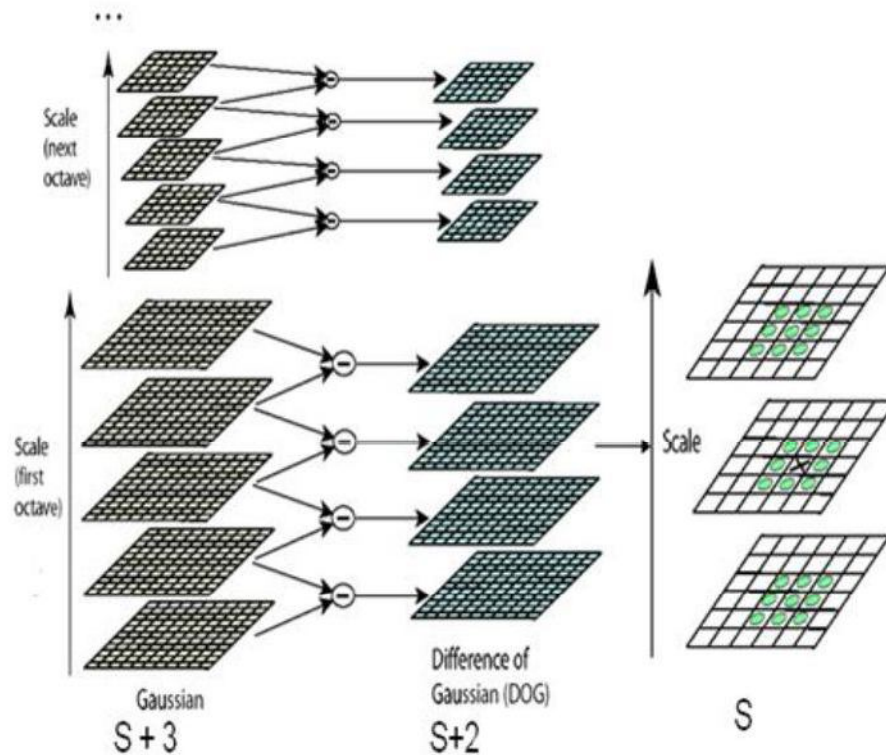 ...
Scale
(next
octave)
Scale
(first
octave)
Scale
Gaussian
Difference of
Gaussian (DOG)
S + 3
S+2
S